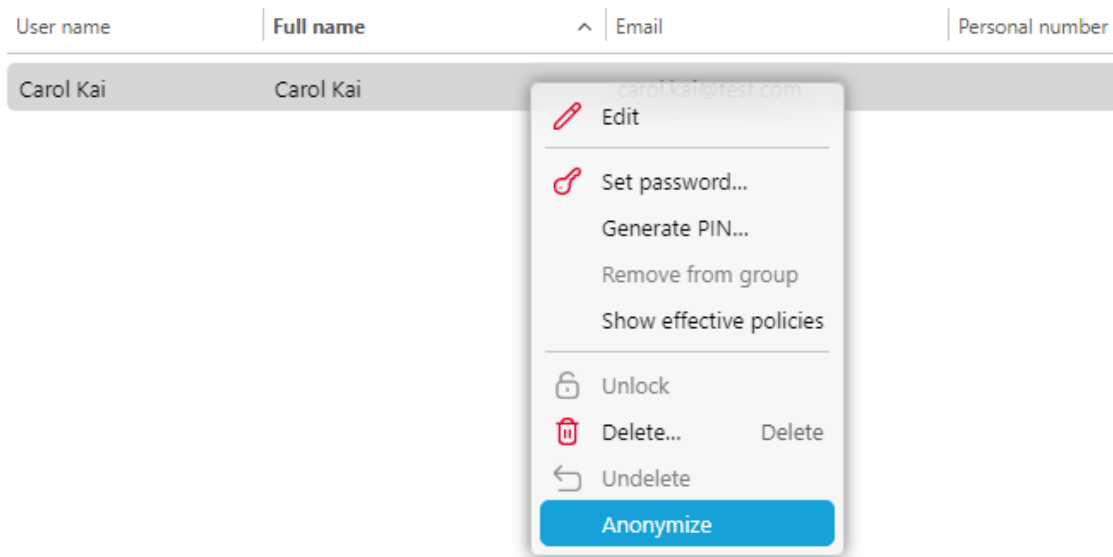 User name Full name Email Personal number
Carol Kai Carol Kai carol.kai@test.com
Edit
Set password...
Generate PIN...
Remove from group
Show effective policies
Unlock
Delete... Delete
Undelete
Anonymize